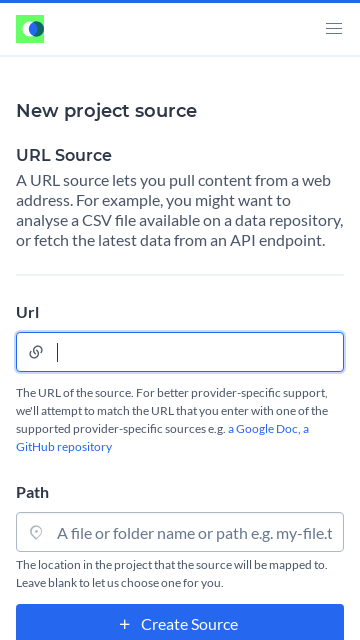 New project source
URL Source
A URL source lets you pull content from a web
address. For example, you might want to
analyse a CSV file available on a data repository,
or fetch the latest data from an API endpoint.
Url
The URL of the source. For better provider-specific support,
we'll attempt to match the URL that you enter with one of the
supported provider-specific sources e.g. a Google Doc, a
GitHub repository
Path
A file or folder name or path e.g. my-file.t
The location in the project that the source will be mapped to.
Leave blank to let us choose one for you.
Create Source